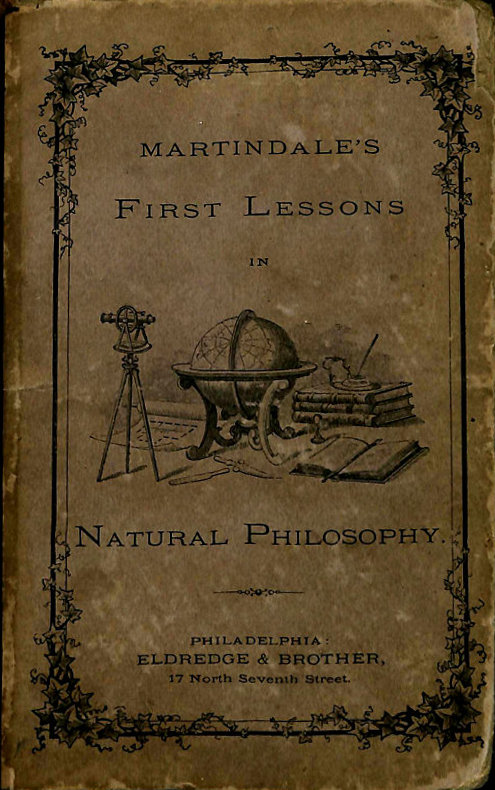 MARTINDALE'S
FIRST LESSONS
IN
NATURAL PHILOSOPHY.
PHILADELPHIA:
ELDREDGE & BROTHER,
17 North Seventh Street.